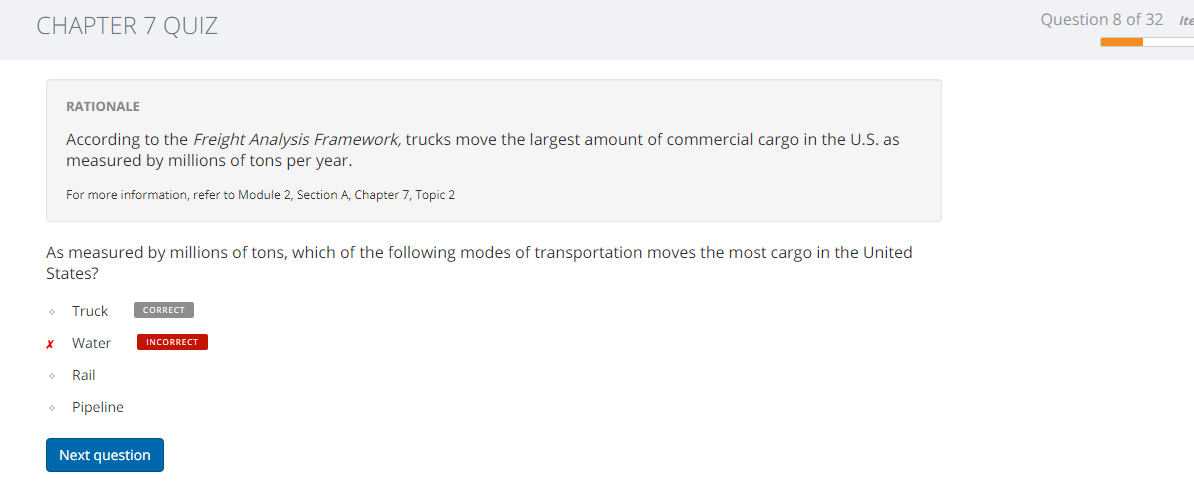 CHAPTER 7 QUIZ
Question 8 of 32
RATIONALE
According to the Freight Analysis Framework, trucks move the largest amount of commercial cargo in the U.S. as
measured by millions of tons per year.
For more information, refer to Module 2, Section A, Chapter 7, Topic 2
As measured by millions of tons, which of the following modes of transportation moves the most cargo in the United
States?
Truck CORRECT
✗ Water INCORRECT
Rail
Pipeline
Next question